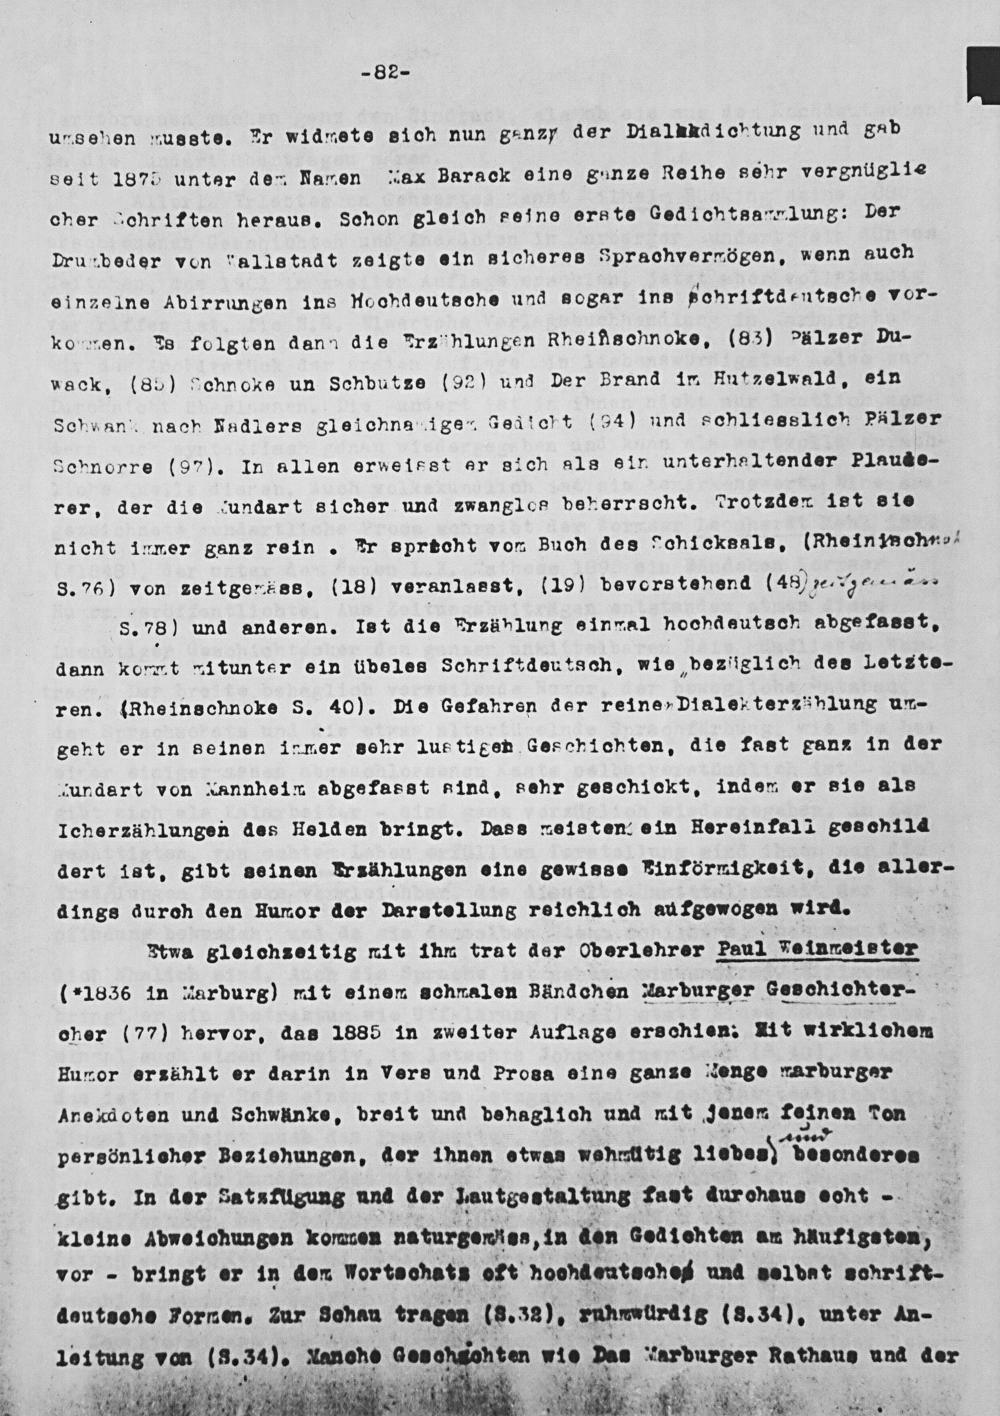 -82-
umsehen musste. Er widmete sich nun ganz der Dialektdichtung und gab
seit 1875 unter dem Namen Max Barack eine ganze Reihe sehr vergnügli
cher Schriften heraus. Schon gleich seine erste Gedichtsammlung: Der
Drumbeder von Wallstadt zeigte ein sicheres Sprachvermögen, wenn auch
einzelne Abirrungen ins Hochdeutsche und sogar ins Schriftdeutsche vor-
kommen. Es folgten dann die Erzählungen Rheinschnoke, (83) Pälzer Du-
wack, (85) Schnoke un Schbutze (92) und Der Brand im Hutzelwald, ein
Schwank nach Nadlers gleichnamigem Gedicht (94) und schliesslich Pälzer
Schnorre (97). In allen erweisst er sich als ein unterhaltender Plaude-
rer, der die Mundart sicher und zwanglos beherrscht. Trotzdem ist sie
nicht immer ganz rein . Er spricht vom Buch des Schicksals, (Rheinschnok
S.76) von zeitgemäss, (18) veranlasst, (19) bevorstehend (48) zeitgemäss
S.78) und anderen. Ist die Erzählung einmal hochdeutsch abgefasst,
dann kommt mitunter ein übeles Schriftdeutsch, wie „bezüglich des Letzte-
ren. (Rheinschnoke S. 40). Die Gefahren der reinen Dialekterzählung um-
geht er in seinen immer sehr lustigen Geschichten, die fast ganz in der
Mundart von Mannheim abgefasst sind, sehr geschickt, indem er sie als
Icherzählungen des Helden bringt. Dass meistens ein Hereinfall geschild
dert ist, gibt seinen Erzählungen eine gewisse Einförmigkeit, die aller-
dings durch den Humor der Darstellung reichlich aufgewogen wird.
Etwa gleichzeitig mit ihm trat der Oberlehrer Paul Weinmeister
(*1836 in Marburg) mit einem schmalen Bändchen Marburger Geschichter-
cher (77) hervor, das 1885 in zweiter Auflage erschien. Mit wirklichem
Humor erzählt er darin in Vers und Prosa eine ganze Menge marburger
Anekdoten und Schwänke, breit und behaglich und mit jenem feinen Ton
persönlicher Beziehungen, der ihnen etwas wehmütig liebes, und besonderes
gibt. In der Satzfügung und der Lautgestaltung fast durchaus echt -
kleine Abweichungen kommen naturgemäss, in den Gedichten am häufigsten,
vor - bringt er in dem Wortschatz oft hochdeutsche und selbst schrift-
deutsche Formen. Zur Schau tragen (S.32), ruhmwürdig (S.34), unter An-
leitung von (S.34). Manche Geschichten wie Das Marburger Rathaus und der